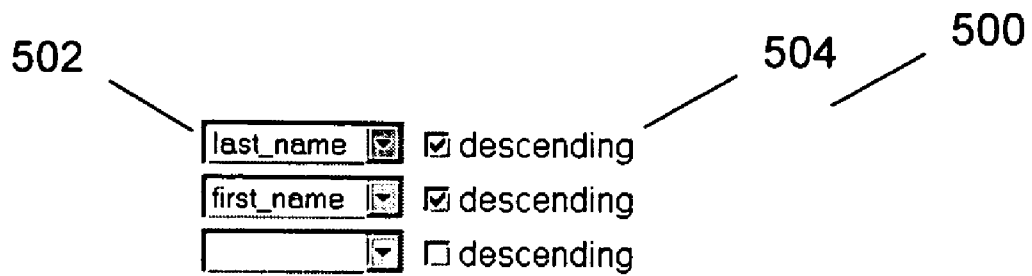 500
502
504
last_name descending
first_name descending
descending